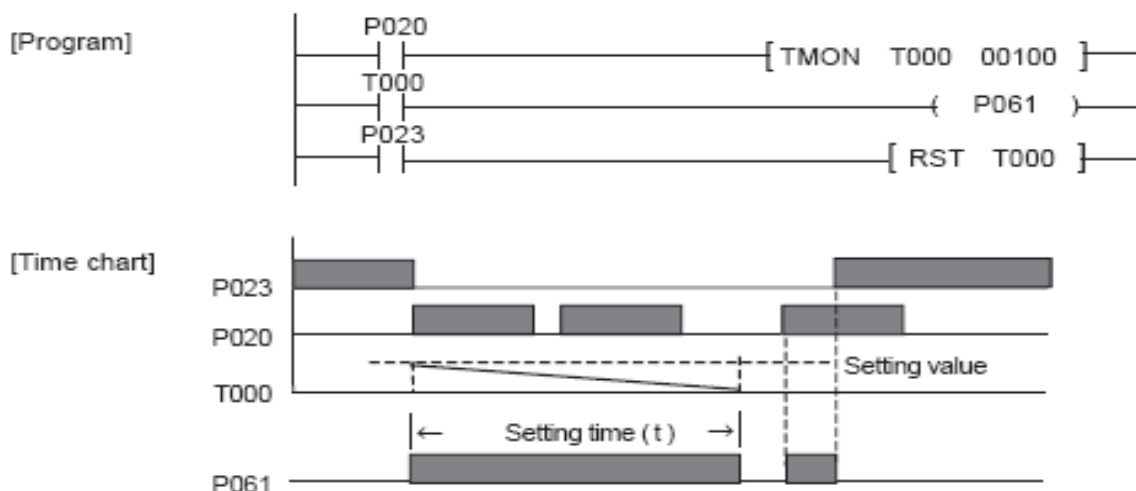 [Program]
P020
[ TMON T000 00100 ]
T000
( P061 )
P023
[ RST T000 ]
[Time chart]
P023
P020
Setting value
T000
← Setting time ( t ) →
P061